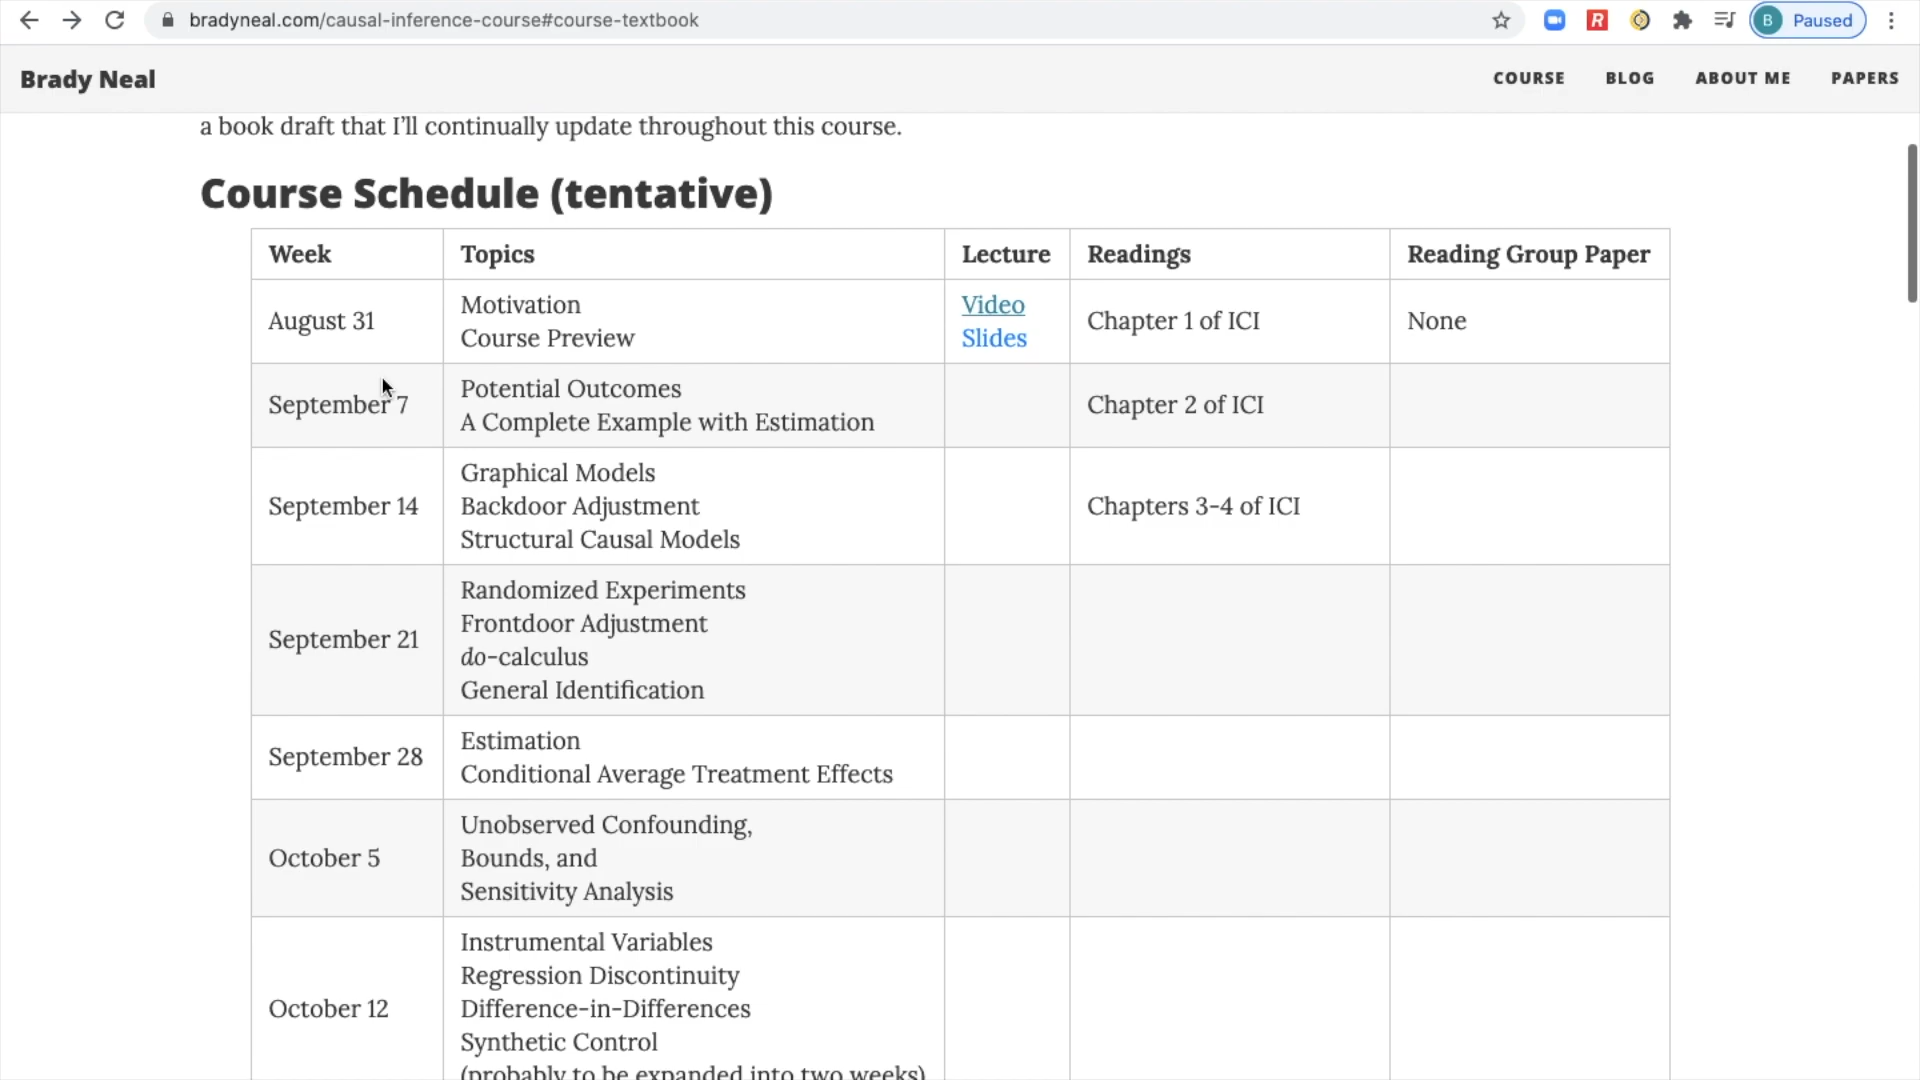 bradyneal.com/causal-inference-course#course-textbook
R
B Paused
Brady Neal
COURSE BLOG ABOUT ME PAPERS
a book draft that I'll continually update throughout this course.
Course Schedule (tentative)
Week Topics Lecture Readings Reading Group Paper
August 31
Motivation
Course Preview
Video
Slides
Chapter 1 of ICI
None
September 7
Potential Outcomes
A Complete Example with Estimation
Chapter 2 of ICI
September 14
Graphical Models
Backdoor Adjustment
Structural Causal Models
Chapters 3-4 of ICI
September 21
Randomized Experiments
Frontdoor Adjustment
do-calculus
General Identification
September 28
Estimation
Conditional Average Treatment Effects
October 5
Unobserved Confounding,
Bounds, and
Sensitivity Analysis
October 12
Instrumental Variables
Regression Discontinuity
Difference-in-Differences
Synthetic Control
(probably to be expanded into two weeks)